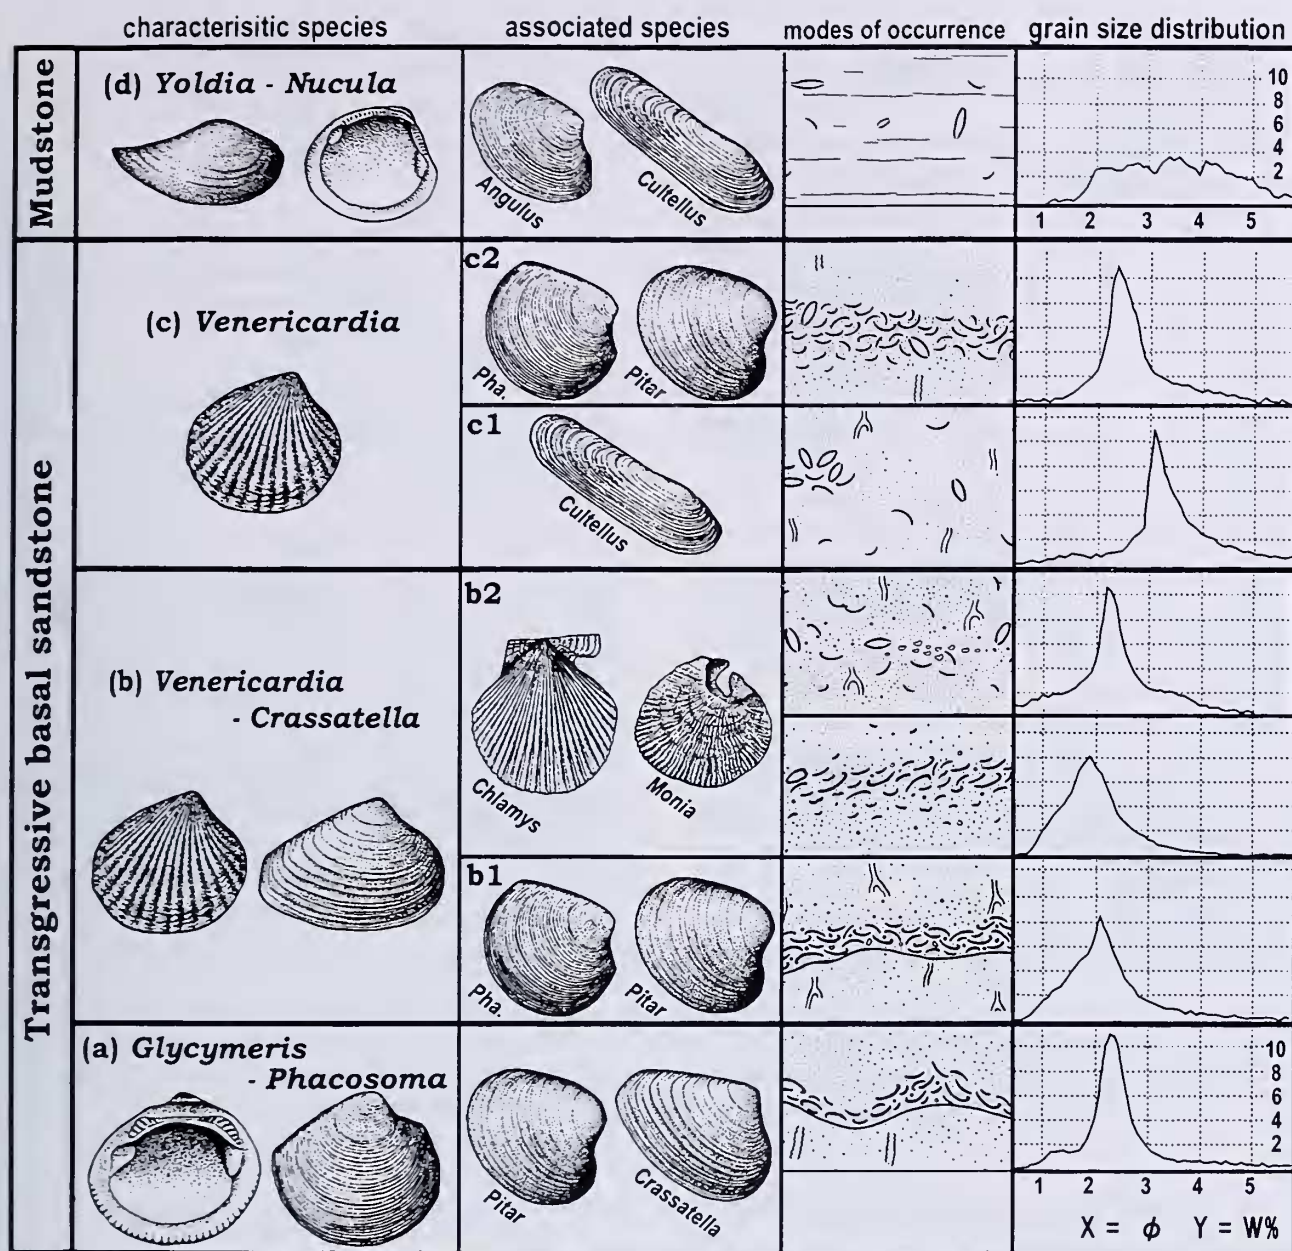 characterisitic species
associated species
modes of occurrence
grain size distribution
Mudstone
(d) Yoldia - Nucula
Angulus
Cultellus
10
8
6
4
2
1 2 3 4 5
Transgressive basal sandstone
(c) Venericardia
c2
Pha.
Pitar
c1
Cultellus
(b) Venericardia
- Crassatella
b2
Chlamys
Monia
b1
Pha.
Pitar
(a) Glycymeris
- Phacosoma
Pitar
Crassatella
10
8
6
4
2
1 2 3 4 5
X = ϕ Y = W%